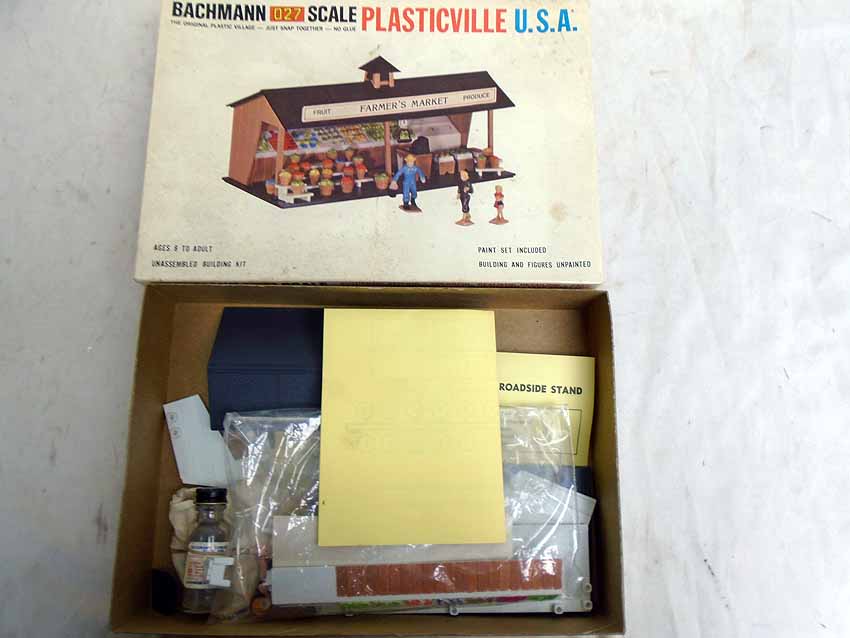 BACHMANN 027 SCALE PLASTICVILLE U.S.A.
THE ORIGINAL PLASTIC VILLAGE — JUST SNAP TOGETHER — NO GLUE
FRUIT FARMER'S MARKET PRODUCE
AGES 8 TO ADULT
UNASSEMBLED BUILDING KIT
PAINT SET INCLUDED
BUILDING AND FIGURES UNPAINTED
ROADSIDE STAND